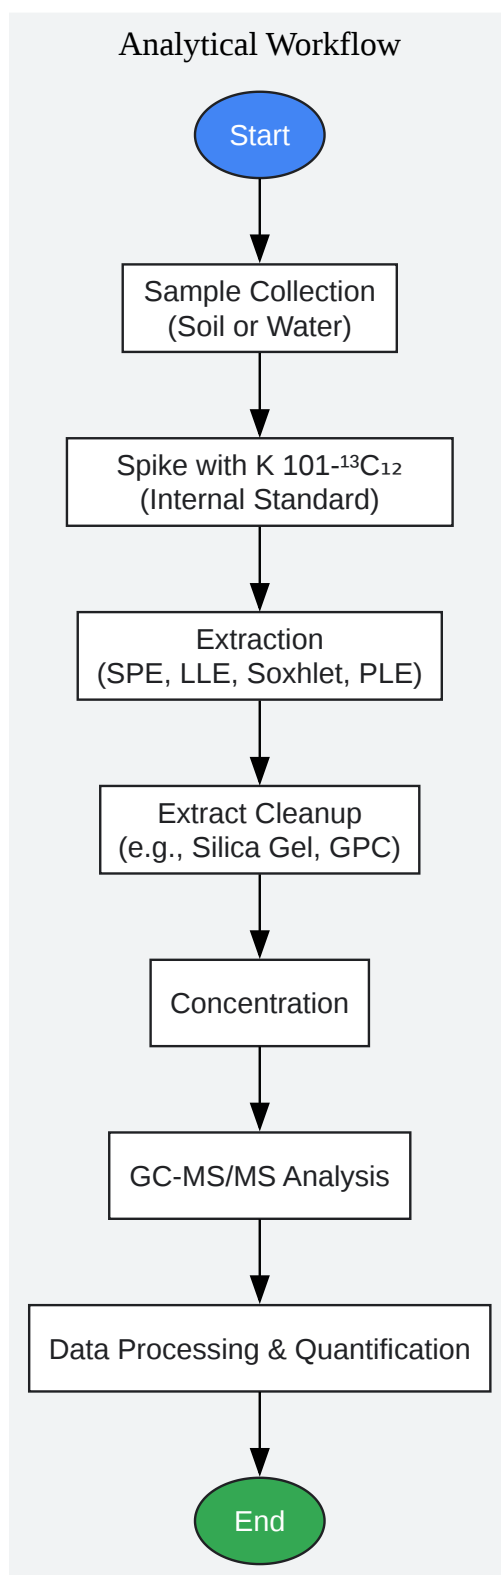 Analytical Workflow
Start
Sample Collection
(Soil or Water)
Spike with K 101-¹³C₁₂
(Internal Standard)
Extraction
(SPE, LLE, Soxhlet, PLE)
Extract Cleanup
(e.g., Silica Gel, GPC)
Concentration
GC-MS/MS Analysis
Data Processing & Quantification
End